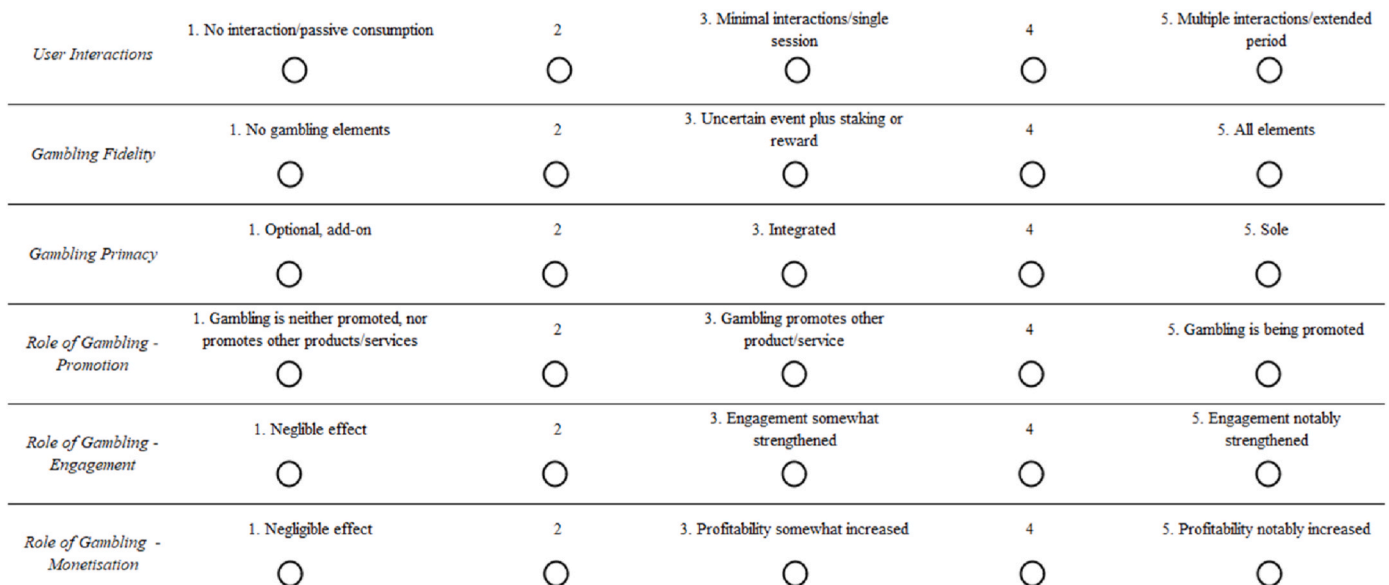 User Interactions
1. No interaction/passive consumption
2
3. Minimal interactions/single
session
4
5. Multiple interactions/extended
period
Gambling Fidelity
1. No gambling elements
2
3. Uncertain event plus staking or
reward
4
5. All elements
Gambling Primacy
1. Optional, add-on
2
3. Integrated
4
5. Sole
Role of Gambling -
Promotion
1. Gambling is neither promoted, nor
promotes other products/services
2
3. Gambling promotes other
product/service
4
5. Gambling is being promoted
Role of Gambling -
Engagement
1. Neglible effect
2
3. Engagement somewhat
strengthened
4
5. Engagement notably
strengthened
Role of Gambling -
Monetisation
1. Negligible effect
2
3. Profitability somewhat increased
4
5. Profitability notably increased